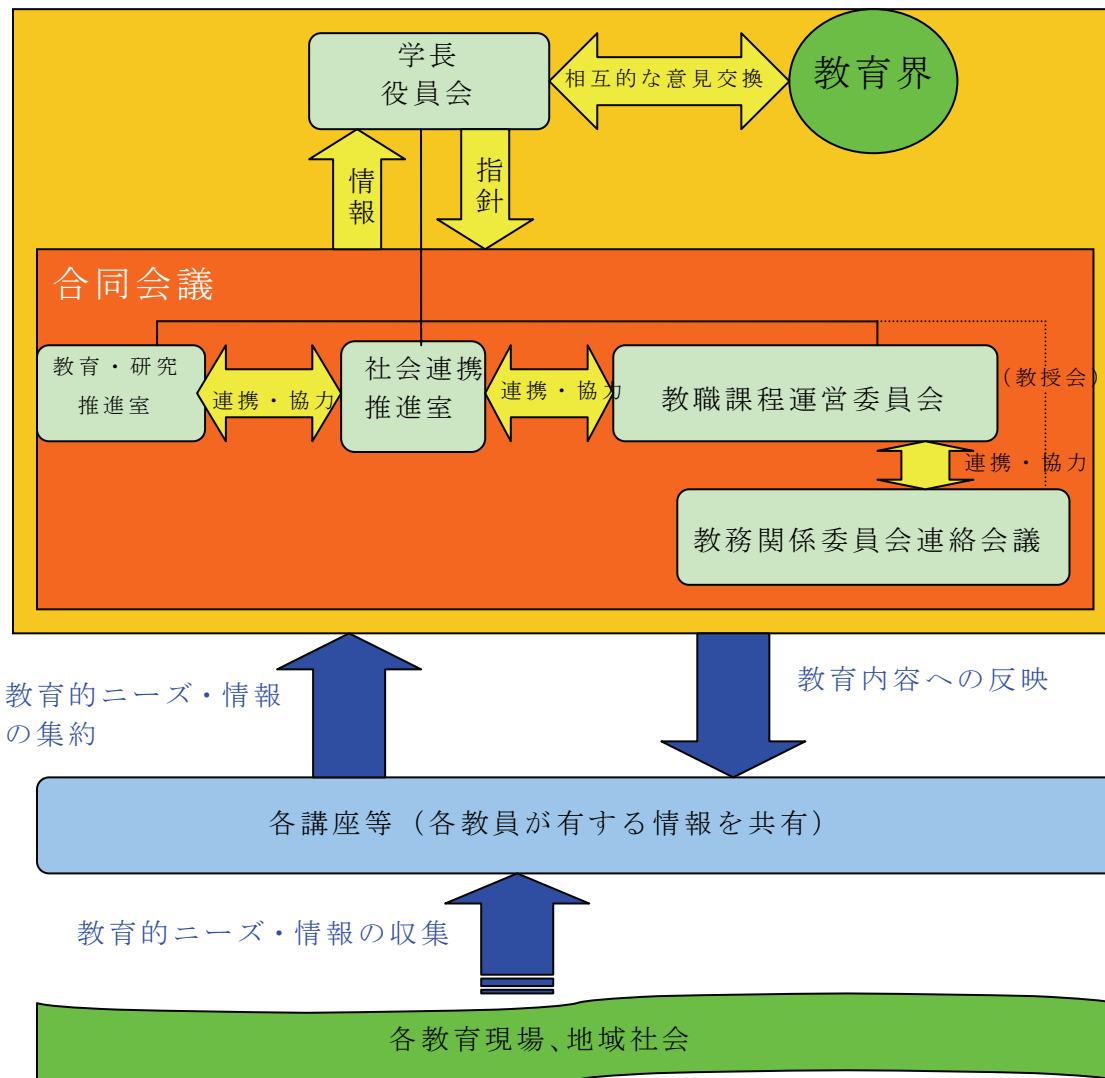 学長
役員会
相互的な意見交換
教育界
情報
指針
合同会議
教育・研究
推進室
連携・協力
社会連携
推進室
連携・協力
教職課程運営委員会
(教授会)
連携・協力
教務関係委員会連絡会議
教育的ニーズ・情報
の集約
教育内容への反映
各講座等（各教員が有する情報を共有）
教育的ニーズ・情報の収集
各教育現場、地域社会